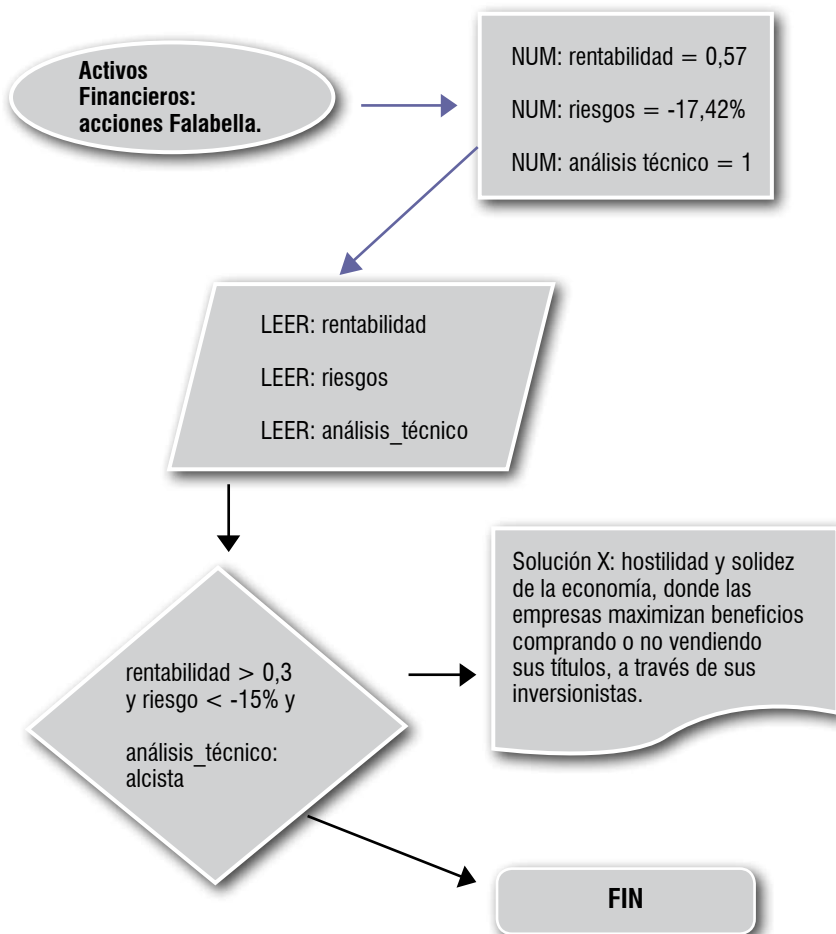 Activos
Financieros:
acciones Falabella.
NUM: rentabilidad = 0,57
NUM: riesgos = -17,42%
NUM: análisis técnico = 1
LEER: rentabilidad
LEER: riesgos
LEER: análisis_técnico
rentabilidad > 0,3
y riesgo < -15% y
análisis_técnico:
alcista
Solución X: hostilidad y solidez
de la economía, donde las
empresas maximizan beneficios
comprando o no vendiendo
sus títulos, a través de sus
inversionistas.
FIN